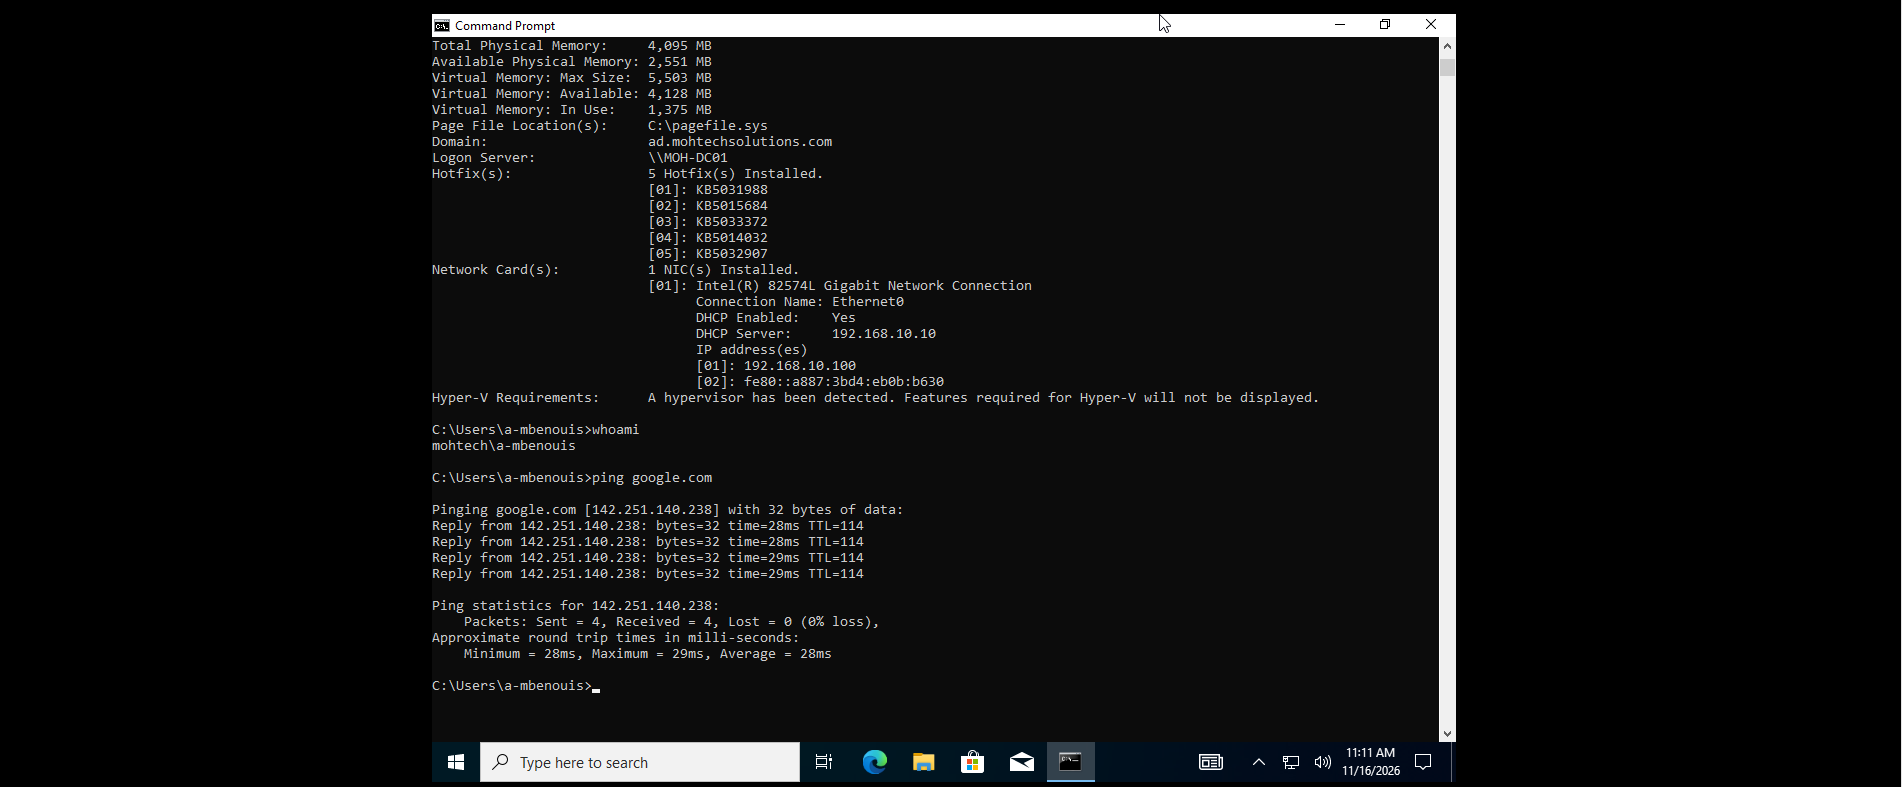 Command Prompt
Total Physical Memory:     4,095 MB
Available Physical Memory: 2,551 MB
Virtual Memory: Max Size:  5,503 MB
Virtual Memory: Available: 4,128 MB
Virtual Memory: In Use:    1,375 MB
Page File Location(s):     C:\pagefile.sys
Domain:                    ad.mohtechsolutions.com
Logon Server:              \\MOH-DC01
Hotfix(s):                 5 Hotfix(s) Installed.
                           [01]: KB5031988
                           [02]: KB5015684
                           [03]: KB5033372
                           [04]: KB5014032
                           [05]: KB5032907
Network Card(s):           1 NIC(s) Installed.
                           [01]: Intel(R) 82574L Gigabit Network Connection
                                 Connection Name: Ethernet0
                                 DHCP Enabled:    Yes
                                 DHCP Server:     192.168.10.10
                                 IP address(es)
                                 [01]: 192.168.10.100
                                 [02]: fe80::a887:3bd4:eb0b:b630
Hyper-V Requirements:      A hypervisor has been detected. Features required for Hyper-V will not be displayed.
C:\Users\a-mbenouis>whoami
mohtech\a-mbenouis
C:\Users\a-mbenouis>ping google.com
Pinging google.com [142.251.140.238] with 32 bytes of data:
Reply from 142.251.140.238: bytes=32 time=28ms TTL=114
Reply from 142.251.140.238: bytes=32 time=28ms TTL=114
Reply from 142.251.140.238: bytes=32 time=29ms TTL=114
Reply from 142.251.140.238: bytes=32 time=29ms TTL=114
Ping statistics for 142.251.140.238:
    Packets: Sent = 4, Received = 4, Lost = 0 (0% loss),
Approximate round trip times in milli-seconds:
    Minimum = 28ms, Maximum = 29ms, Average = 28ms
C:\Users\a-mbenouis>
Type here to search
11:11 AM
11/16/2026